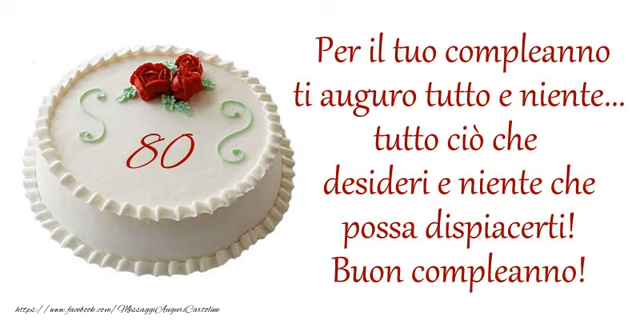 80
Per il tuo compleanno
ti auguro tutto e niente...
tutto ciò che
desideri e niente che
possa dispiacerti!
Buon compleanno!
https://www.facebook.com/MessaggiAuguriCartoline